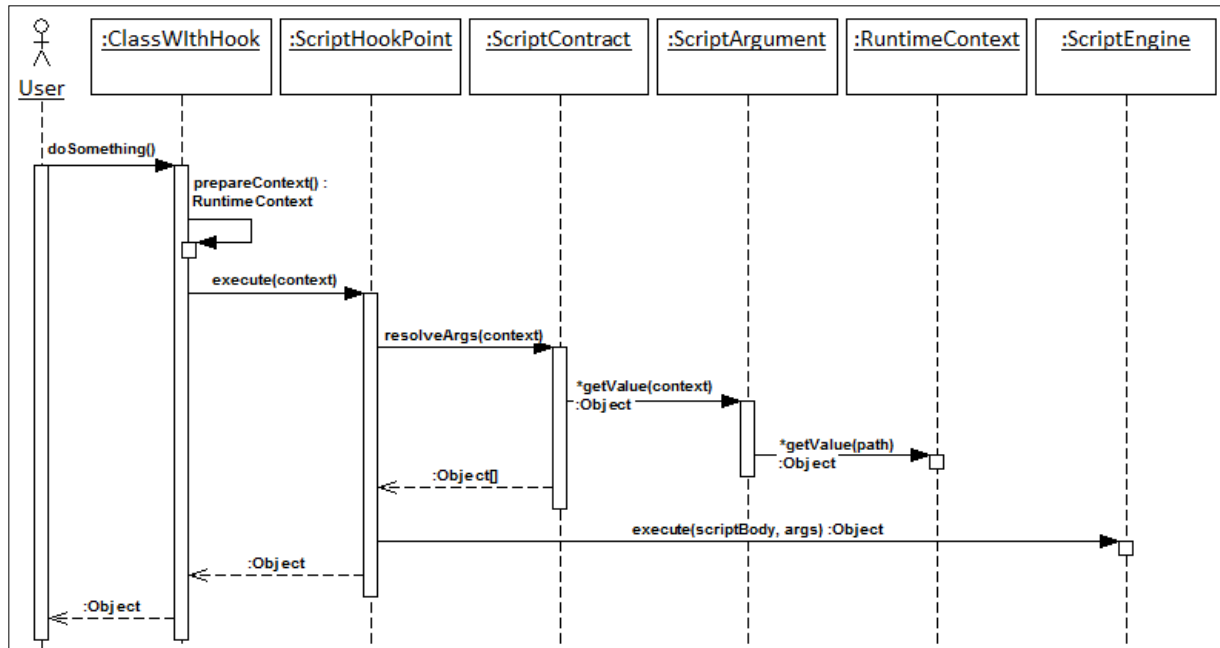 :ClassWIthHook
:ScriptHookPoint
:ScriptContract
:ScriptArgument
:RuntimeContext
:ScriptEngine
User
doSomething()
prepareContext() :
RuntimeContext
execute(context)
resolveArgs(context)
*getValue(context)
:Object
*getValue(path)
:Object
:Object[]
execute(scriptBody, args) :Object
:Object
:Object